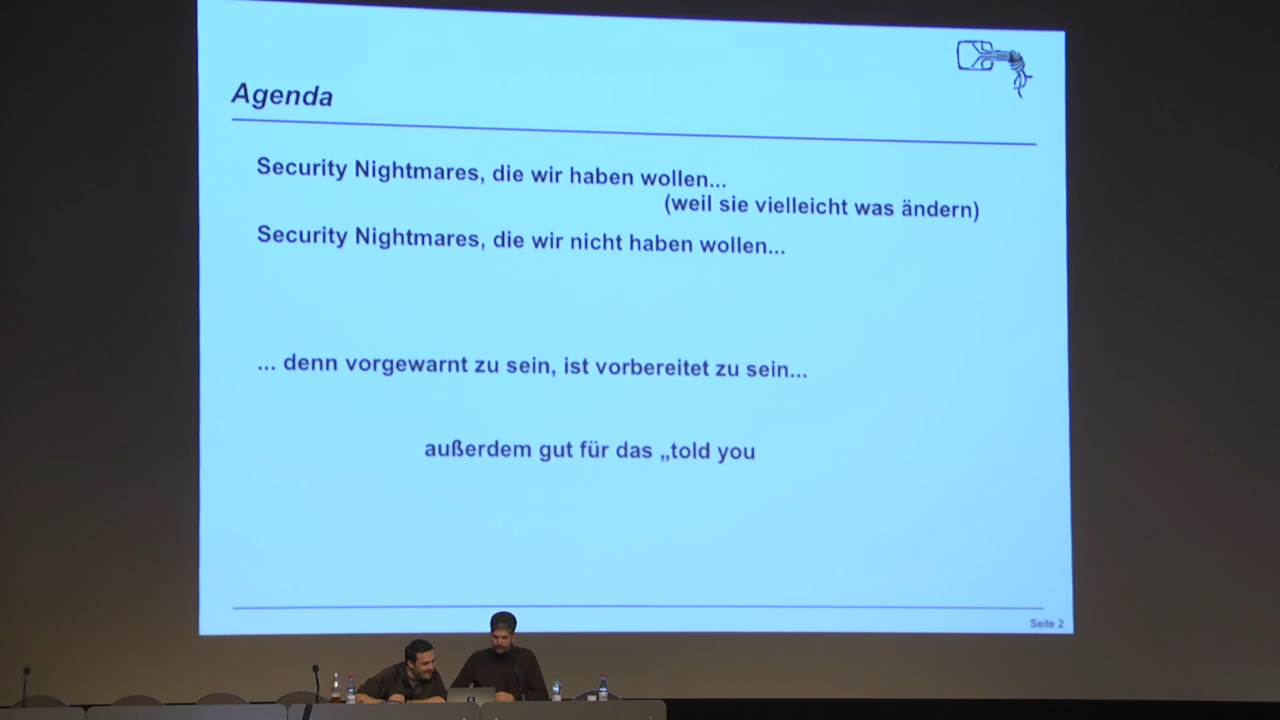 Agenda
Security Nightmares, die wir haben wollen...
(weil sie vielleicht was ändern)
Security Nightmares, die wir nicht haben wollen...
... denn vorgewarnt zu sein, ist vorbereitet zu sein...
außerdem gut für das „told you
Seite 2